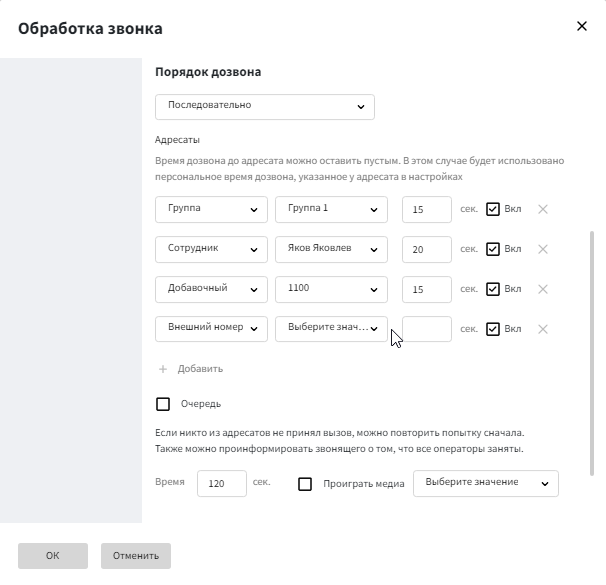 Обработка звонка
Порядок дозвона
Последовательно
Адресаты
Время дозвона до адресата можно оставить пустым. В этом случае будет использовано
персональное время дозвона, указанное у адресата в настройках
Группа Группа 1 15 сек. Вкл
Сотрудник Яков Яковлев 20 сек. Вкл
Добавочный 1100 15 сек. Вкл
Внешний номер Выберите знач... сек. Вкл
+ Добавить
Очередь
Если никто из адресатов не принял вызов, можно повторить попытку сначала.
Также можно проинформировать звонящего о том, что все операторы заняты.
Время 120 сек. Проиграть медиа Выберите значение
ОК Отменить